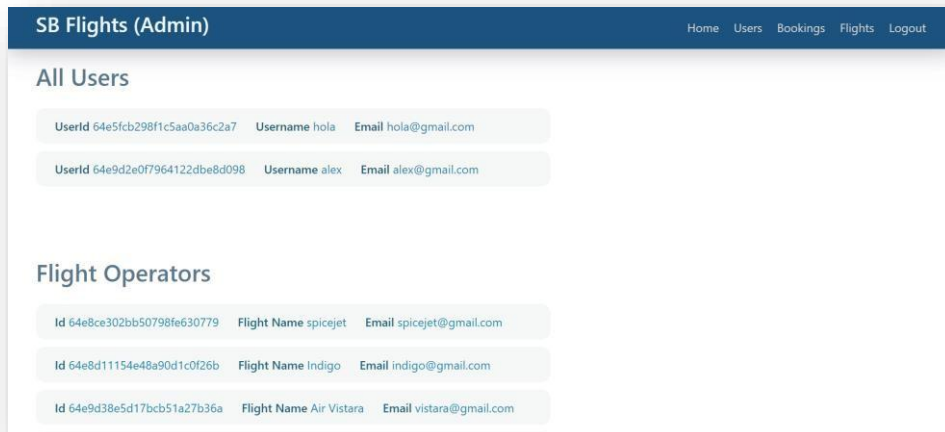 SB Flights (Admin)
Home Users Bookings Flights Logout
All Users
UserId 64e5fcb298f1c5aa0a36c2a7 Username hola Email hola@gmail.com
UserId 64e9d2e0f7964122dbe8d098 Username alex Email alex@gmail.com
Flight Operators
Id 64e8ce302bb50798fe630779 Flight Name spicejet Email spicejet@gmail.com
Id 64e8d11154e48a90d1c0f26b Flight Name Indigo Email indigo@gmail.com
Id 64e9d38e5d17bcb51a27b36a Flight Name Air Vistara Email vistara@gmail.com